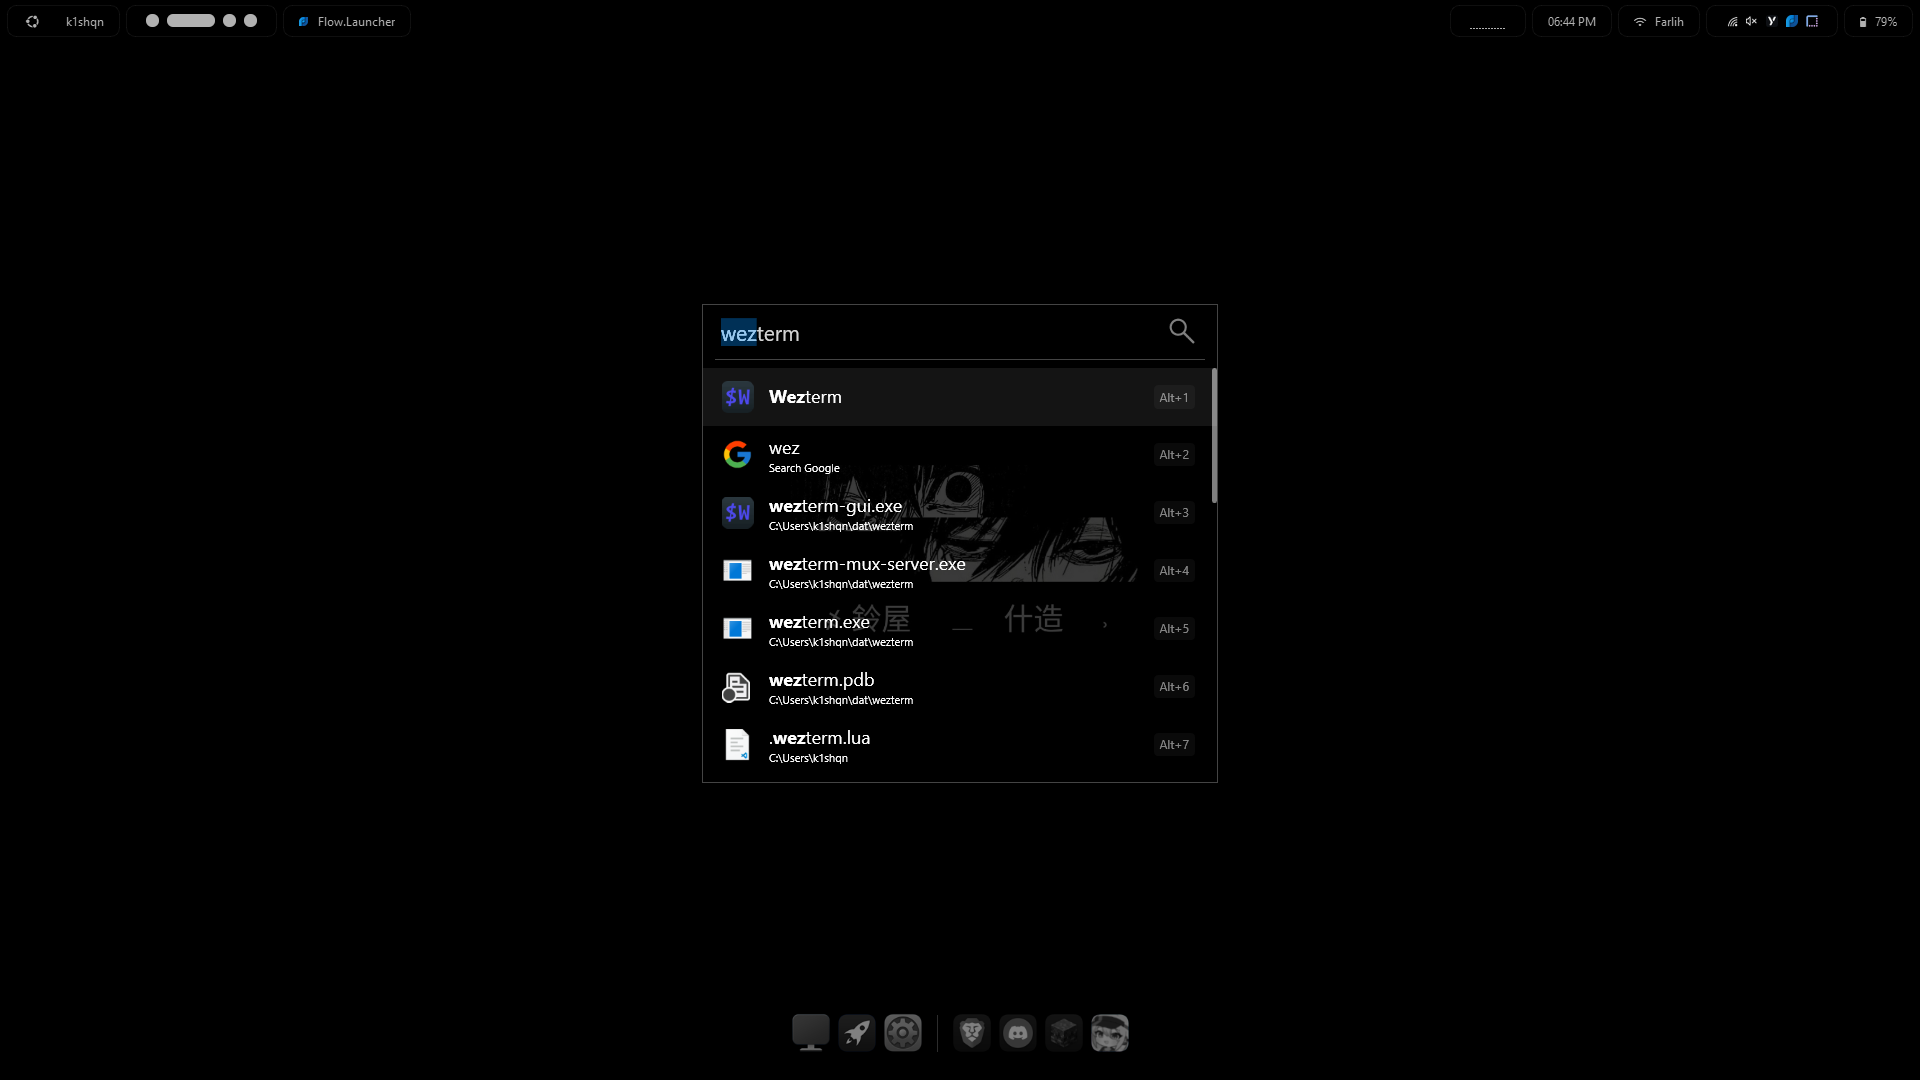 k1shqn
Flow.Launcher
06:44 PM
Farlih
79%
wezterm
Wezterm
Alt+1
wez
Search Google
Alt+2
wezterm-gui.exe
C:\Users\k1shqn\dat\wezterm
Alt+3
wezterm-mux-server.exe
C:\Users\k1shqn\dat\wezterm
Alt+4
鈴屋 __ 什造 ,
wezterm.exe
C:\Users\k1shqn\dat\wezterm
Alt+5
wezterm.pdb
C:\Users\k1shqn\dat\wezterm
Alt+6
.wezterm.lua
C:\Users\k1shqn
Alt+7